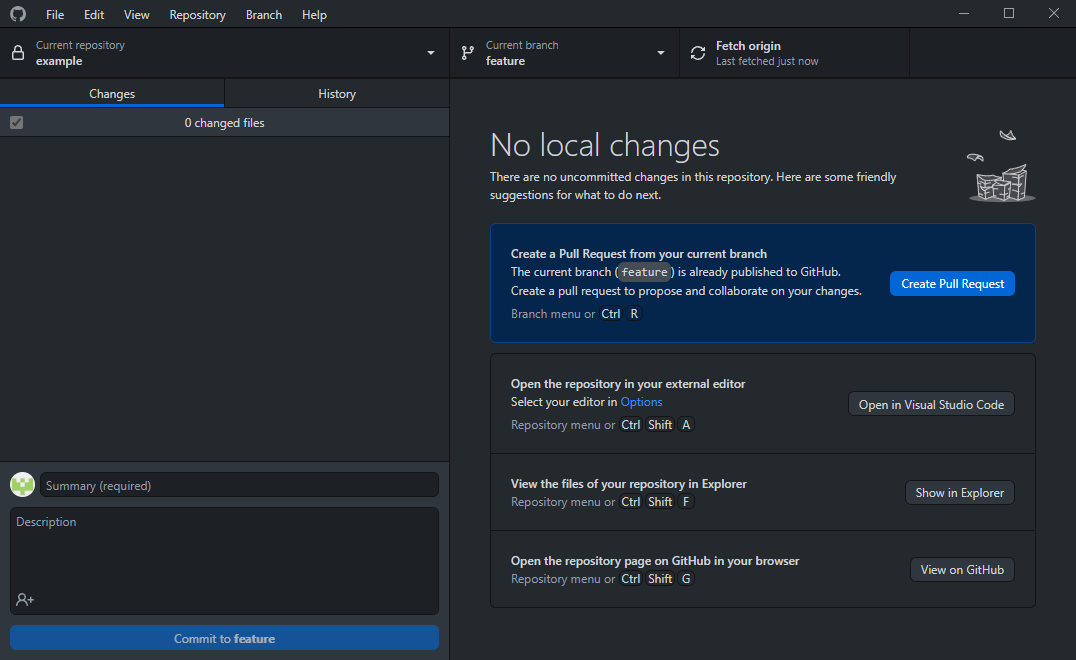 File Edit View Repository Branch Help
Current repository
example
Current branch
feature
Fetch origin
Last fetched just now
Changes
History
0 changed files
No local changes
There are no uncommitted changes in this repository. Here are some friendly
suggestions for what to do next.
Create a Pull Request from your current branch
The current branch (feature) is already published to GitHub.
Create a pull request to propose and collaborate on your changes.
Branch menu or Ctrl R
Create Pull Request
Open the repository in your external editor
Select your editor in Options
Repository menu or Ctrl Shift A
Open in Visual Studio Code
View the files of your repository in Explorer
Repository menu or Ctrl Shift F
Show in Explorer
Open the repository page on GitHub in your browser
Repository menu or Ctrl Shift G
View on GitHub
Summary (required)
Description
Commit to feature